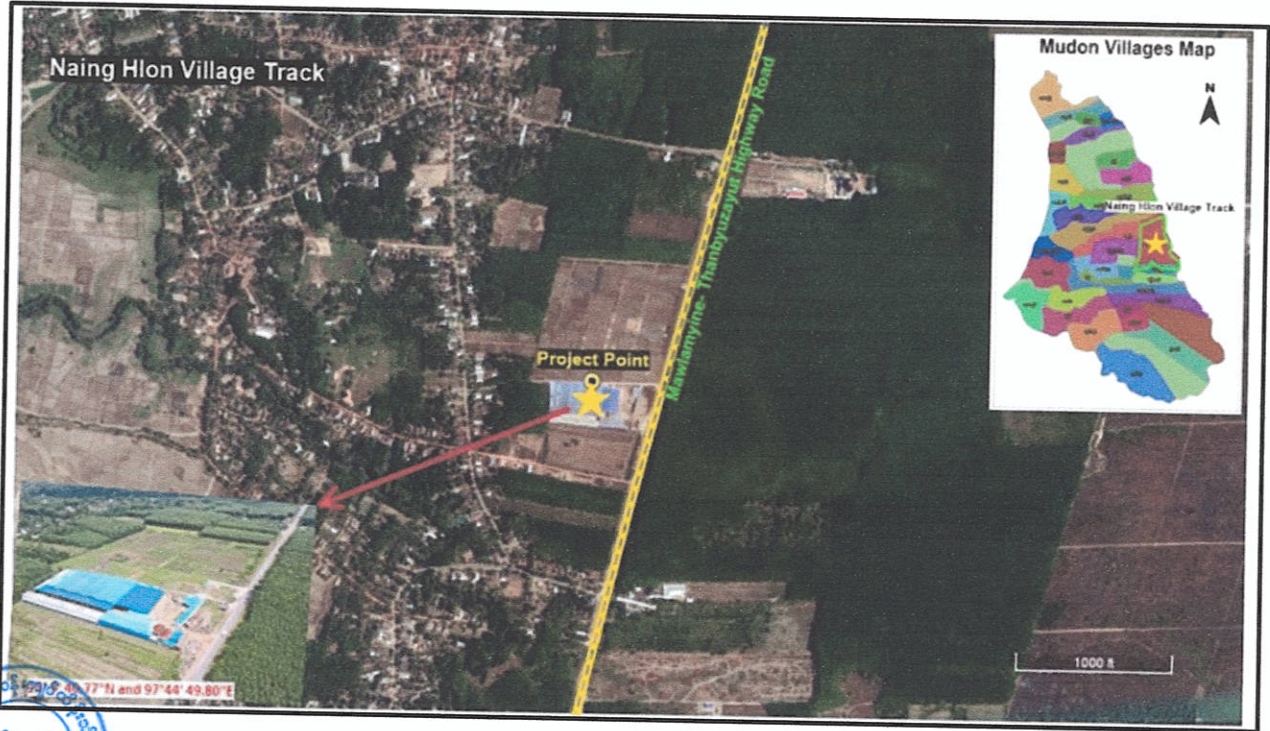 Naing Hlon Village Track
Mudon Villages Map
N
Naing Hlon Village Track
Mawlamyine- Thanbyuzayut Highway Road
Project Point
1000 ft
77"N and 97°44' 49.80"E